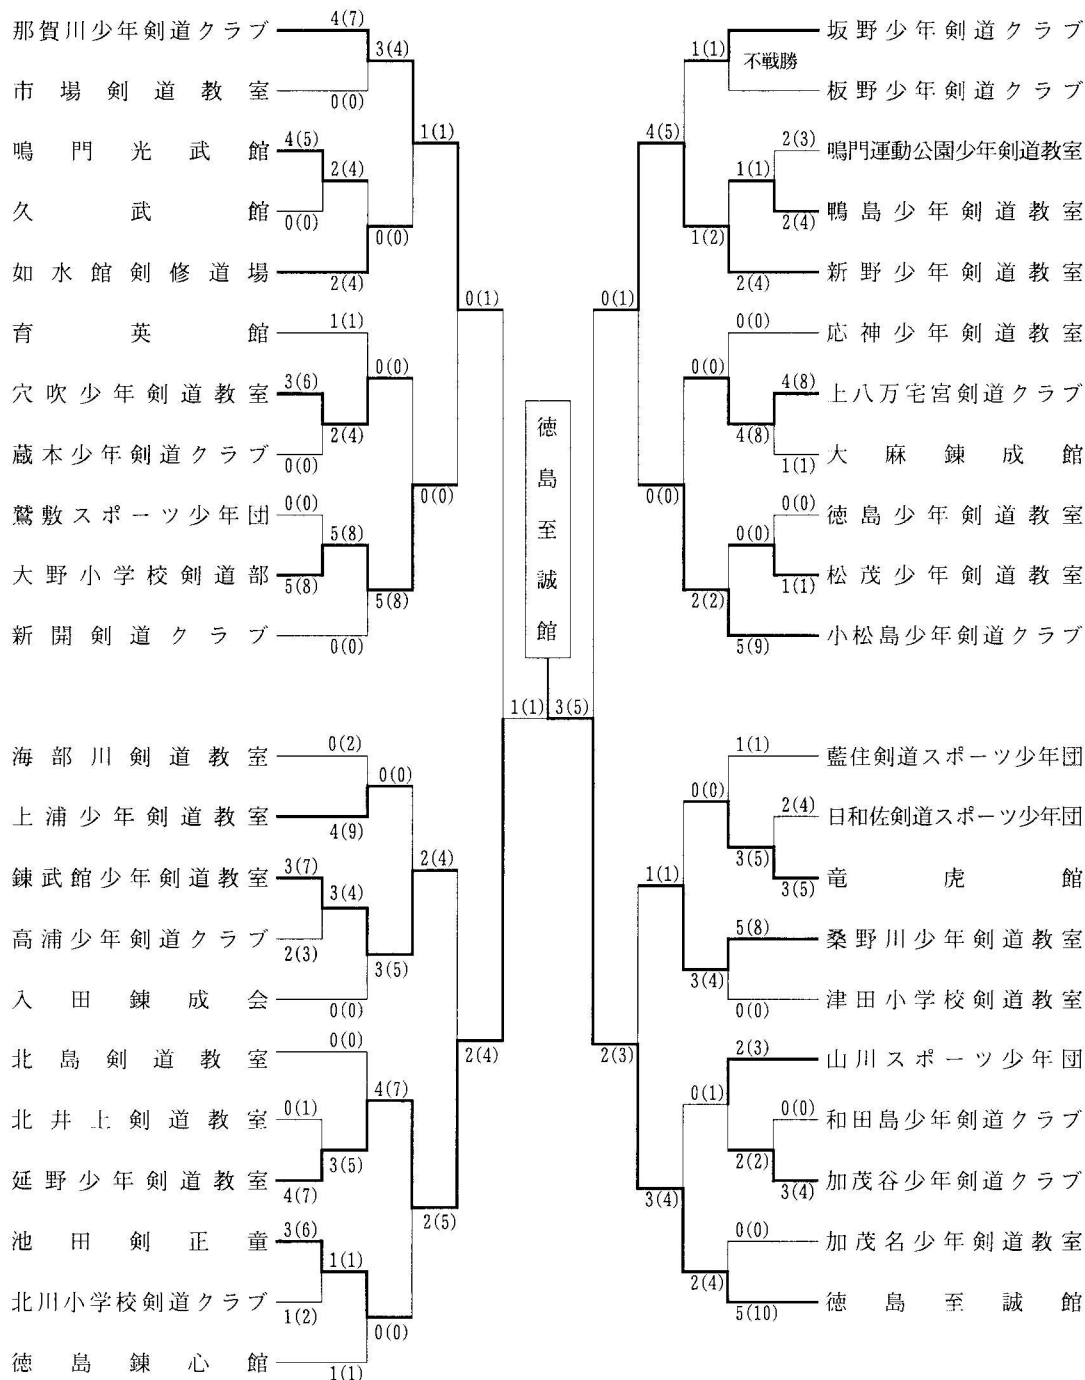 那賀川少年剣道クラブ
4(7)
3(4)
市場剣道教室
0(0)
1(1)
鳴門光武館
4(5)
2(4)
久武館
0(0)
0(0)
如水館剣修道場
2(4)
0(1)
育英館
1(1)
0(0)
穴吹少年剣道教室
3(6)
2(4)
蔵本少年剣道クラブ
0(0)
0(0)
鷲敷スポーツ少年団
0(0)
5(8)
大野小学校剣道部
5(8)
5(8)
新開剣道クラブ
0(0)
1(1)
海部川剣道教室
0(2)
0(0)
上浦少年剣道教室
4(9)
2(4)
錬武館少年剣道教室
3(7)
3(4)
高浦少年剣道クラブ
2(3)
3(5)
入田錬成会
0(0)
2(4)
北島剣道教室
0(0)
4(7)
北井上剣道教室
0(1)
3(5)
延野少年剣道教室
4(7)
2(5)
池田剣正童
3(6)
1(1)
北川小学校剣道クラブ
1(2)
0(0)
徳島錬心館
1(1)
徳島至誠館
3(5)
坂野少年剣道クラブ
1(1)
不戦勝
板野少年剣道クラブ
4(5)
2(3)
鳴門運動公園少年剣道教室
1(1)
鴨島少年剣道教室
2(4)
1(2)
新野少年剣道教室
2(4)
0(1)
応神少年剣道教室
0(0)
0(0)
上八万宅宮剣道クラブ
4(8)
4(8)
大麻錬成館
1(1)
0(0)
徳島少年剣道教室
0(0)
0(0)
松茂少年剣道教室
1(1)
2(2)
小松島少年剣道クラブ
5(9)
藍住剣道スポーツ少年団
1(1)
0(0)
日和佐剣道スポーツ少年団
2(4)
3(5)
竜虎館
3(5)
1(1)
桑野川少年剣道教室
5(8)
3(4)
津田小学校剣道教室
0(0)
2(3)
山川スポーツ少年団
2(3)
0(1)
和田島少年剣道クラブ
0(0)
2(2)
加茂谷少年剣道クラブ
3(4)
3(4)
加茂名少年剣道教室
0(0)
2(4)
徳島至誠館
5(10)